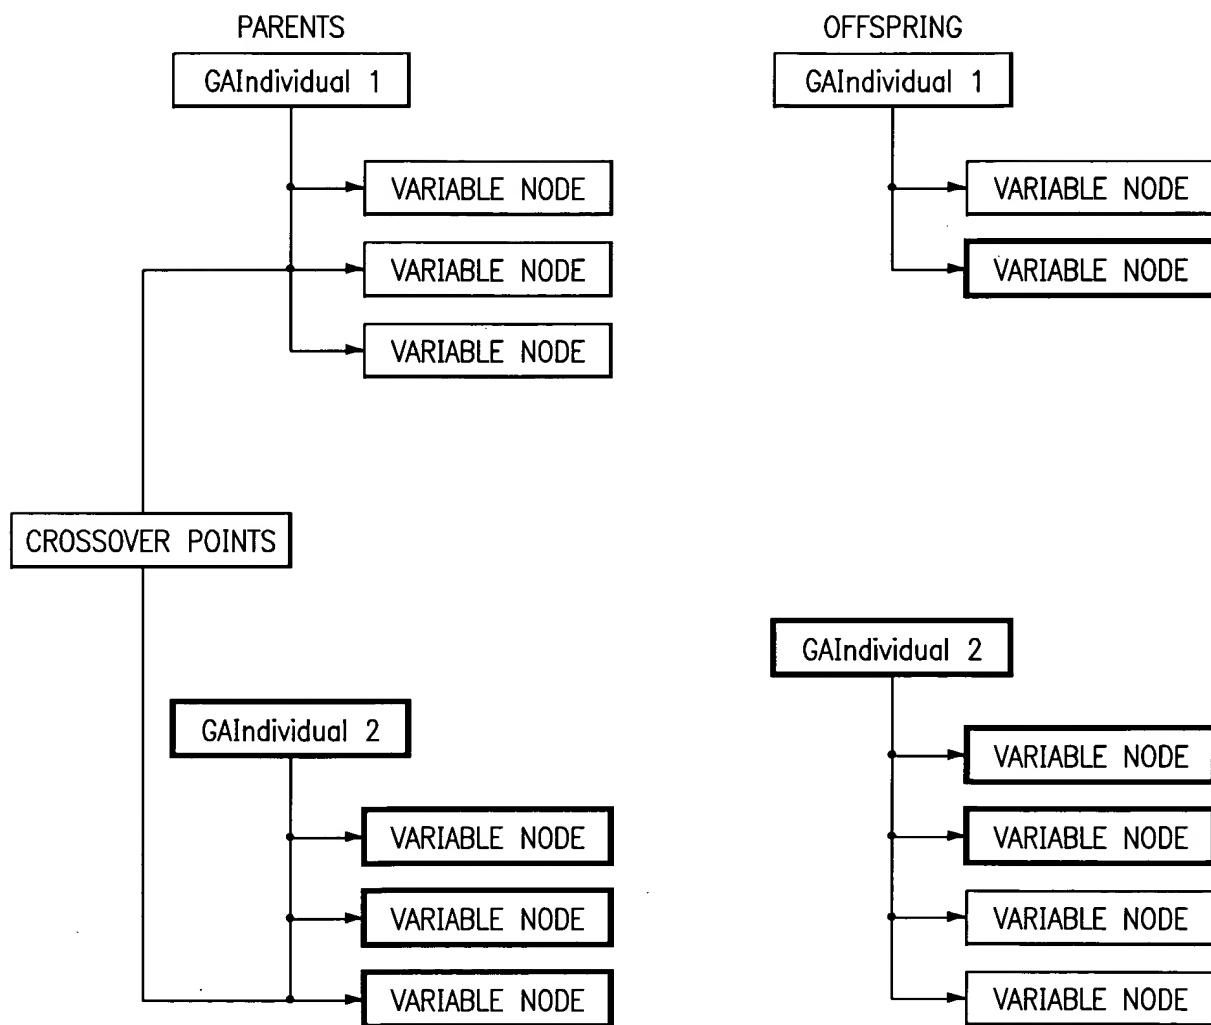 PARENTS
GAIndividual 1
VARIABLE NODE
VARIABLE NODE
VARIABLE NODE
CROSSOVER POINTS
GAIndividual 2
VARIABLE NODE
VARIABLE NODE
VARIABLE NODE
OFFSPRING
GAIndividual 1
VARIABLE NODE
VARIABLE NODE
GAIndividual 2
VARIABLE NODE
VARIABLE NODE
VARIABLE NODE
VARIABLE NODE